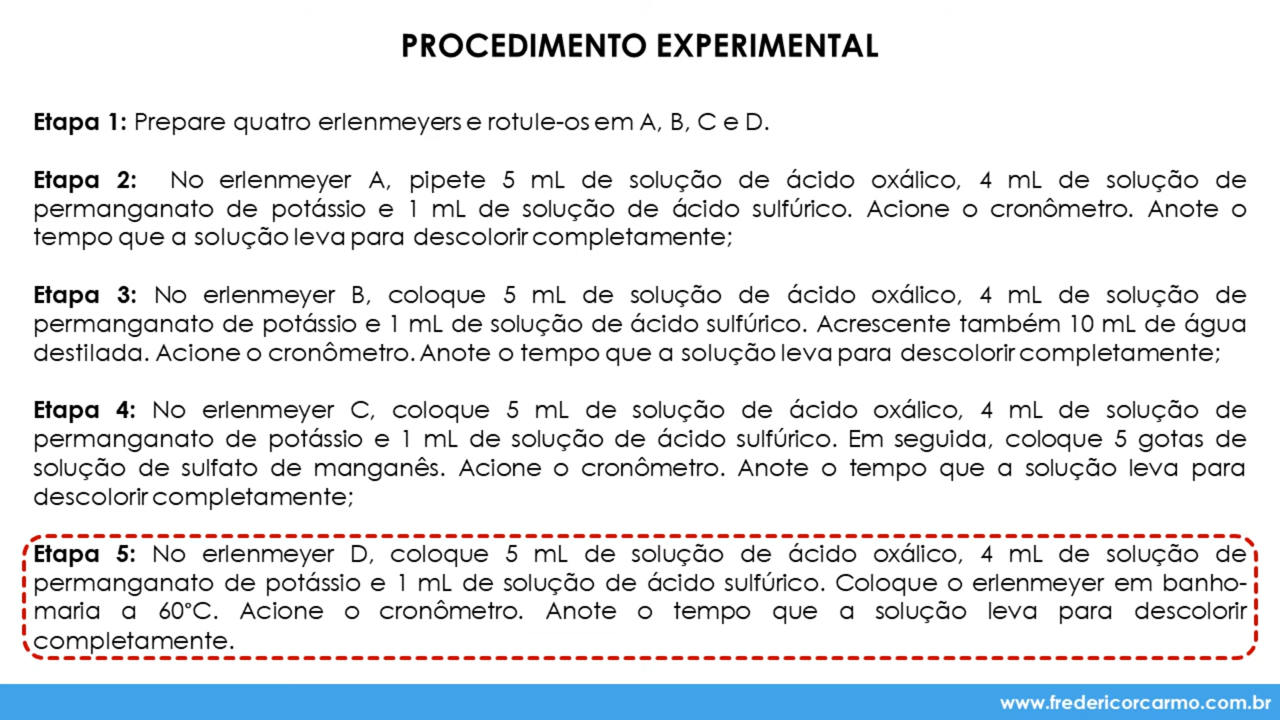 PROCEDIMENTO EXPERIMENTAL
Etapa 1: Prepare quatro erlenmeyers e rotule-os em A, B, C e D.
Etapa 2: No erlenmeyer A, pipete 5 mL de solução de ácido oxálico, 4 mL de solução de
permanganato de potássio e 1 mL de solução de ácido sulfúrico. Acione o cronômetro. Anote o
tempo que a solução leva para descolorir completamente;
Etapa 3: No erlenmeyer B, coloque 5 mL de solução de ácido oxálico, 4 mL de solução de
permanganato de potássio e 1 mL de solução de ácido sulfúrico. Acrescente também 10 mL de água
destilada. Acione o cronômetro. Anote o tempo que a solução leva para descolorir completamente;
Etapa 4: No erlenmeyer C, coloque 5 mL de solução de ácido oxálico, 4 mL de solução de
permanganato de potássio e 1 mL de solução de ácido sulfúrico. Em seguida, coloque 5 gotas de
solução de sulfato de manganês. Acione o cronômetro. Anote o tempo que a solução leva para
descolorir completamente;
Etapa 5: No erlenmeyer D, coloque 5 mL de solução de ácido oxálico, 4 mL de solução de
permanganato de potássio e 1 mL de solução de ácido sulfúrico. Coloque o erlenmeyer em banho-
maria a 60°C. Acione o cronômetro. Anote o tempo que a solução leva para descolorir
completamente.
www.fredericorcarmo.com.br